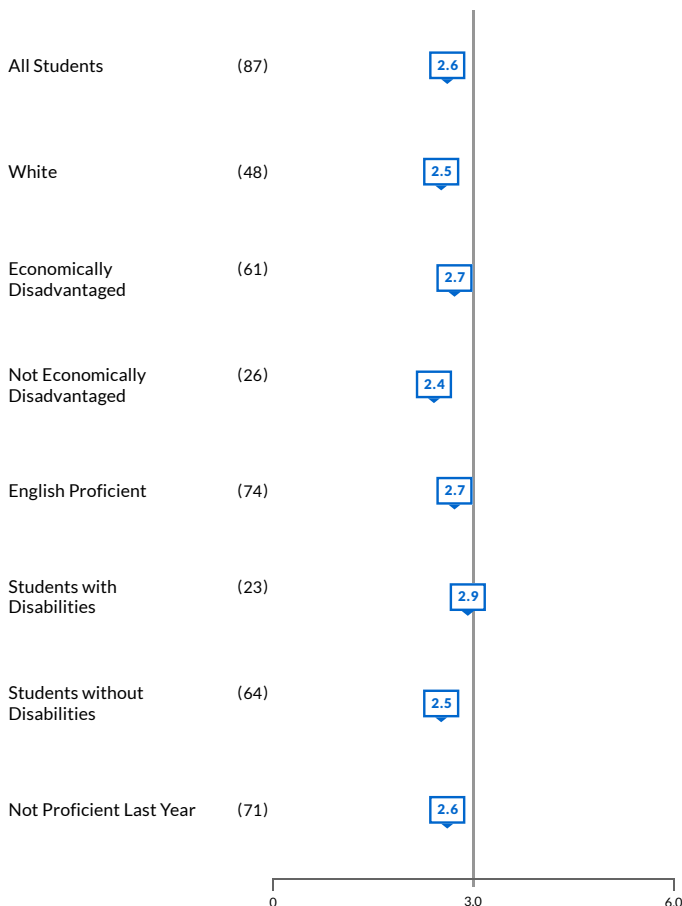 All Students (87) 2.6
White (48) 2.5
Economically (61) 2.7
Disadvantaged
Not Economically (26) 2.4
Disadvantaged
English Proficient (74) 2.7
Students with (23) 2.9
Disabilities
Students without (64) 2.5
Disabilities
Not Proficient Last Year (71) 2.6
0 3.0 6.0